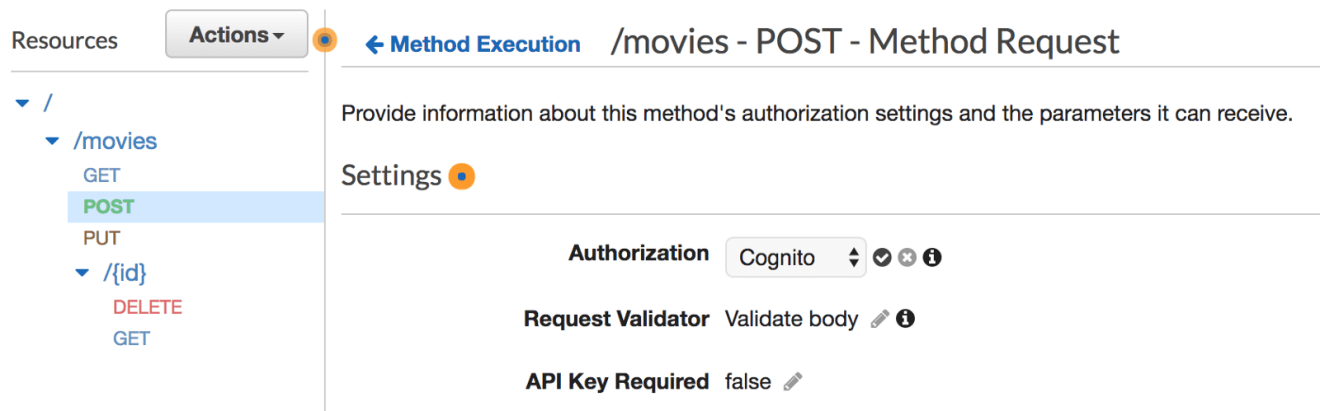 Resources
Actions
/
/movies
GET
POST
PUT
/{id}
DELETE
GET
Method Execution
/movies - POST - Method Request
Provide information about this method's authorization settings and the parameters it can receive.
Settings
Authorization Cognito
Request Validator Validate body
API Key Required false